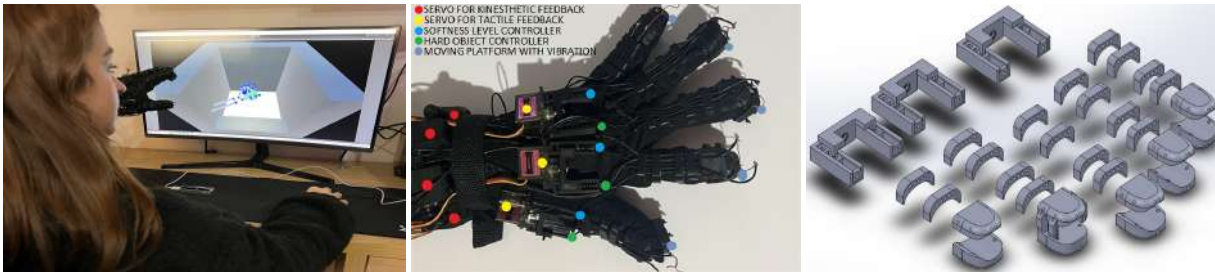 SERVO FOR KINESTHETIC FEEDBACK
SERVO FOR TACTILE FEEDBACK
SOFTNESS LEVEL CONTROLLER
HARD OBJECT CONTROLLER
MOVING PLATFORM WITH VIBRATION